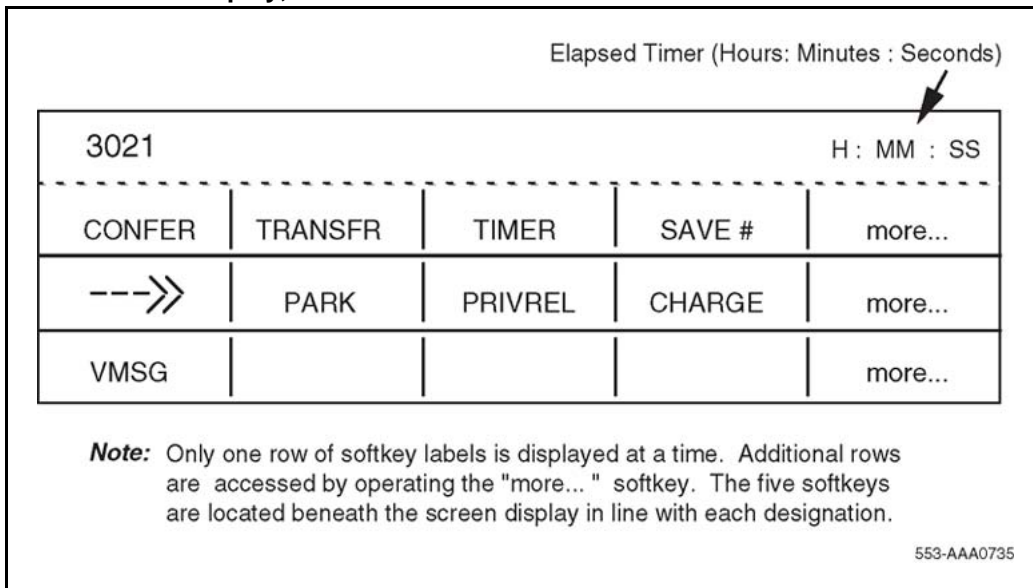 Elapsed Timer (Hours: Minutes : Seconds)
3021 H : MM : SS
CONFER TRANSFR TIMER SAVE # more...
--->> PARK PRIVREL CHARGE more...
VMSG more...
Note: Only one row of softkey labels is displayed at a time. Additional rows
are accessed by operating the "more... " softkey. The five softkeys
are located beneath the screen display in line with each designation.
553-AAA0735